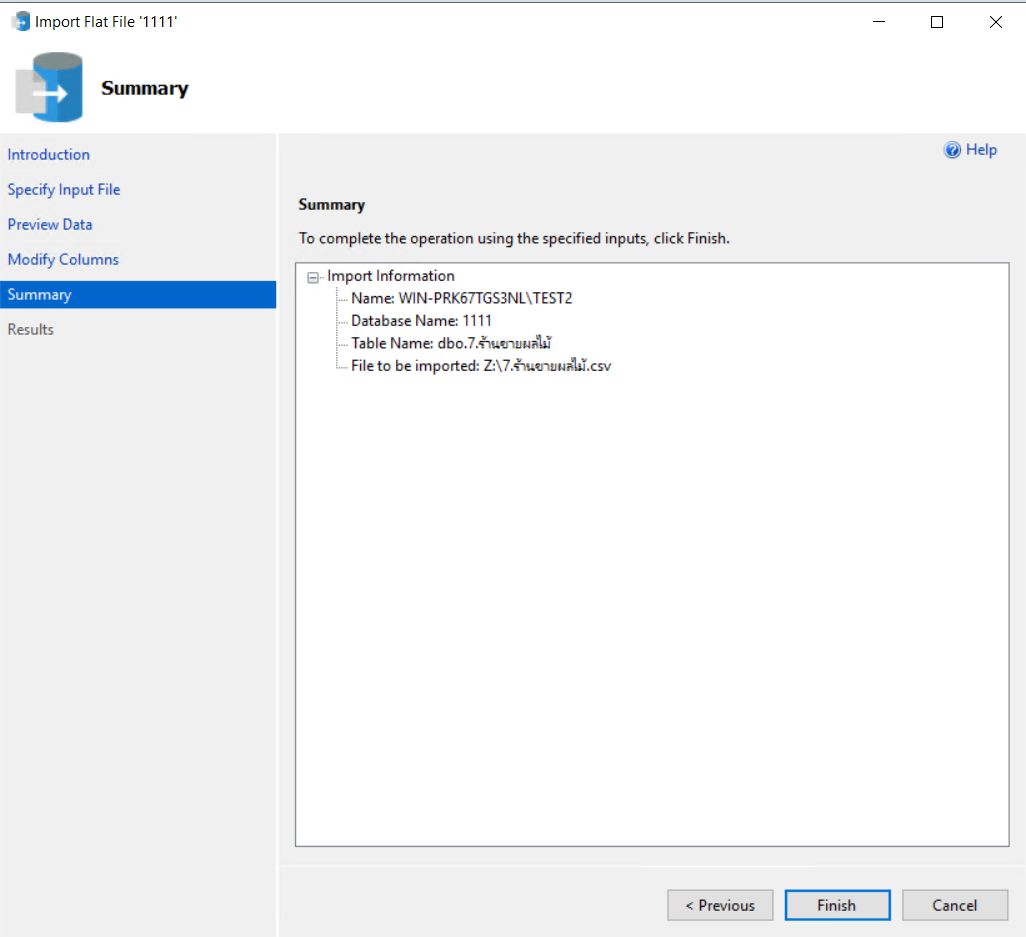 Import Flat File '1111'
Summary
Introduction
Specify Input File
Preview Data
Modify Columns
Summary
Results
Help
Summary
To complete the operation using the specified inputs, click Finish.
Import Information
Name: WIN-PRK67TGS3NL\TEST2
Database Name: 1111
Table Name: dbo.7.ร้านขายผลไม้
File to be imported: Z:\7.ร้านขายผลไม้.csv
< Previous
Finish
Cancel